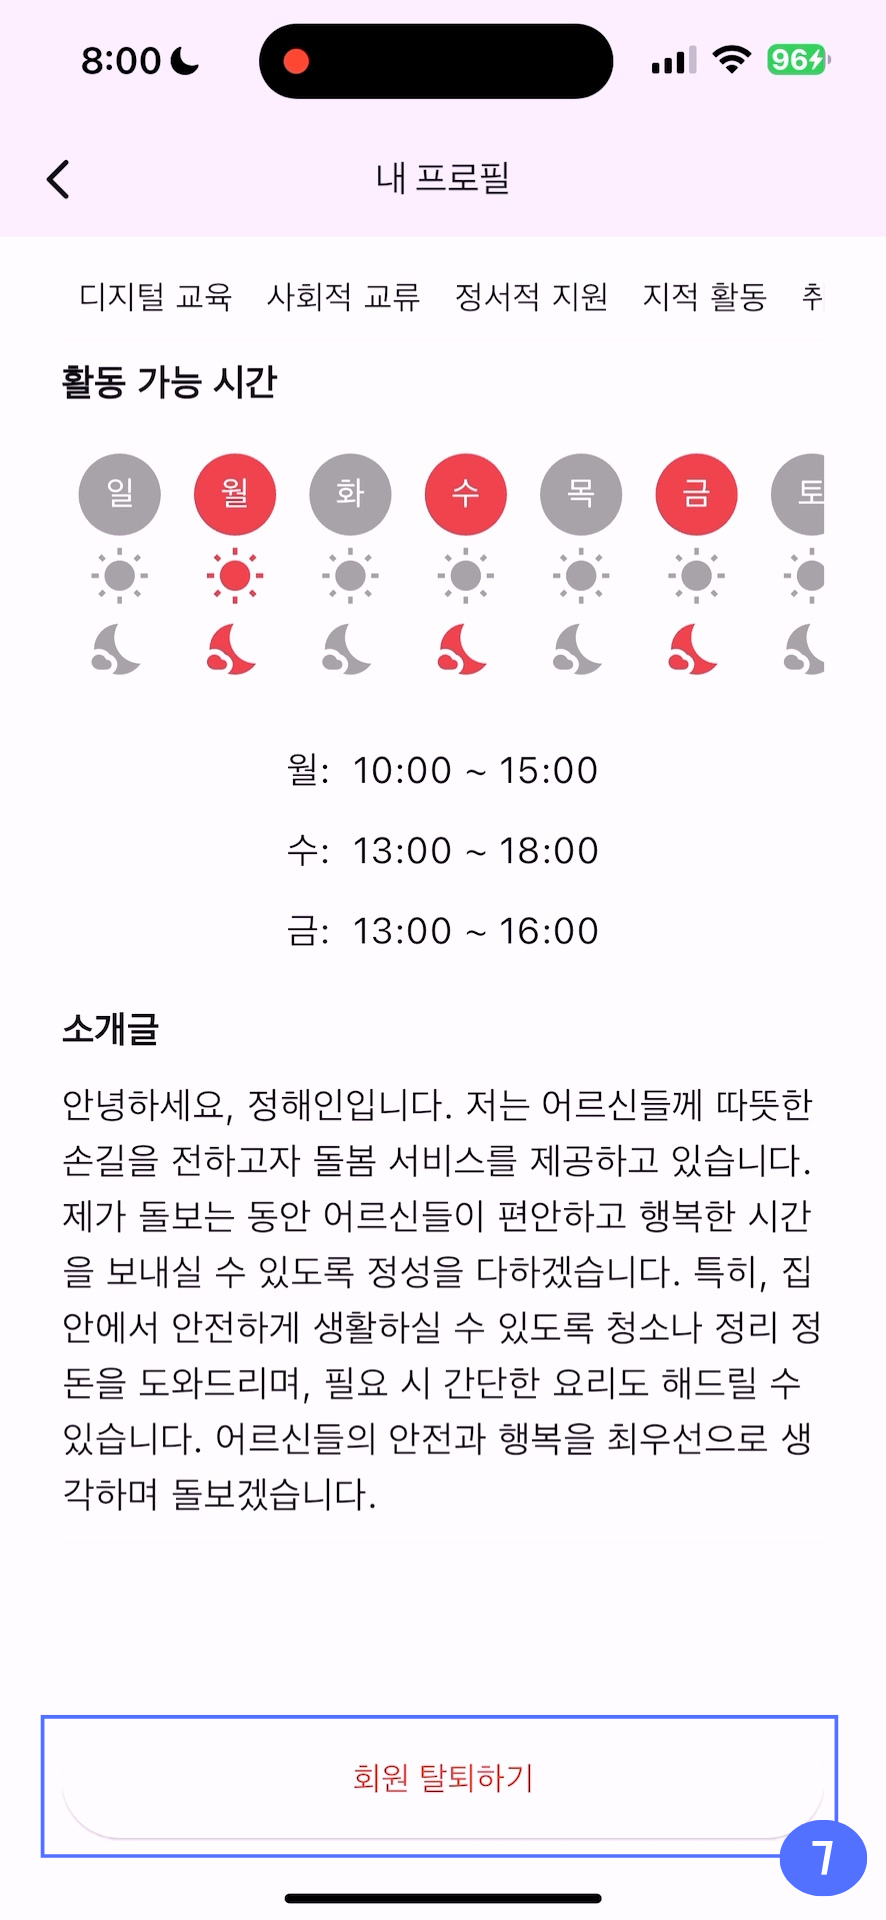 8:00
96
내 프로필
디지털 교육 사회적 교류 정서적 지원 지적 활동
활동 가능 시간
일 월 화 수 목 금 토
월: 10:00 ~ 15:00
수: 13:00 ~ 18:00
금: 13:00 ~ 16:00
소개글
안녕하세요, 정해인입니다. 저는 어르신들께 따뜻한
손길을 전하고자 돌봄 서비스를 제공하고 있습니다.
제가 돌보는 동안 어르신들이 편안하고 행복한 시간
을 보내실 수 있도록 정성을 다하겠습니다. 특히, 집
안에서 안전하게 생활하실 수 있도록 청소나 정리 정
돈을 도와드리며, 필요 시 간단한 요리도 해드릴 수
있습니다. 어르신들의 안전과 행복을 최우선으로 생
각하며 돌보겠습니다.
회원 탈퇴하기
7